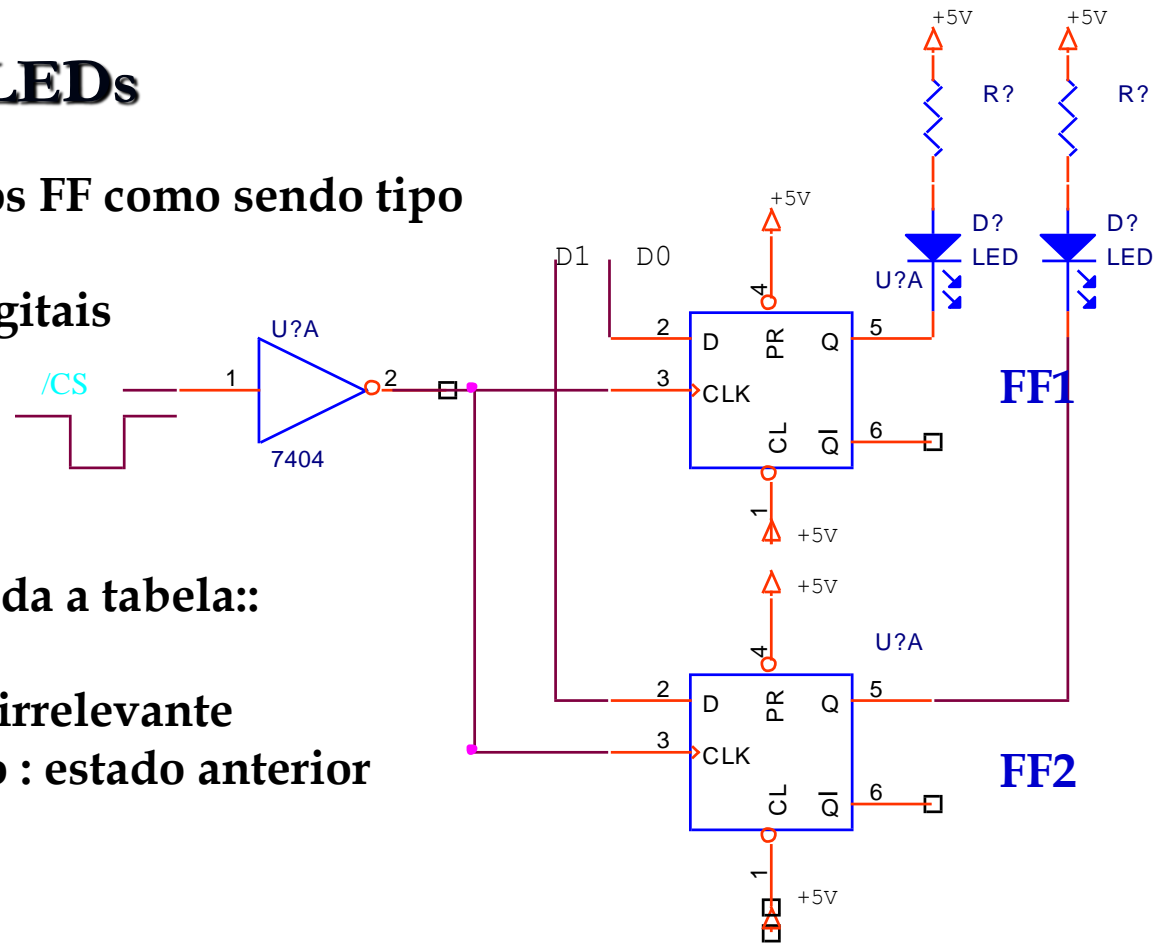 LEDs
os FF como sendo tipo
gitais
/CS
U?A
1
2
7404
da a tabela::
irrelevante
: estado anterior
D1 D0
+5V
4
2 D PR Q 5
3 CLK
CL Q 6
1
+5V
U?A
FF1
+5V
4
2 D PR Q 5
3 CLK
CL Q 6
1
+5V
U?A
FF2
+5V +5V
R? R?
D? D?
LED LED